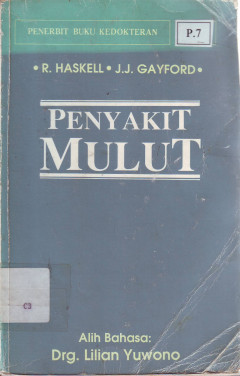 PENERBIT BUKU KEDOKTERAN
P.7
• R. HASKELL • J.J. GAYFORD •
PENYAKIT
MULUT
Alih Bahasa:
Drg. Lilian Yuwono